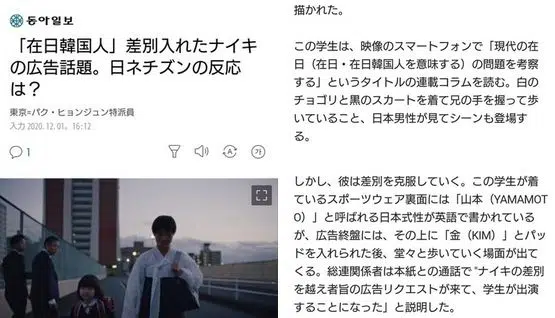 동아일보
「在日韓国人」差別入れたナイキ
の広告話題。日ネチズンの反応
は？
東京=パク・ヒョンジュン特派員
入力 2020. 12. 01。16:12
1
가
描かれた。
この学生は、映像のスマートフォンで「現代の在
日（在日・在日韓国人を意味する）の問題を考察
する」というタイトルの連載コラムを読む。白の
チョゴリと黒のスカートを着て兄の手を握って歩
いていること、日本男性が見てシーンも登場す
る。
しかし、彼は差別を克服していく。この学生が着
ているスポーツウェア裏面には「山本（YAMAMOT
O）」と呼ばれる日本式性が英語で書かれている
が、広告終盤には、その上に「金（KIM）」とパッ
ドを入れられた後、堂々と歩いていく場面が出て
くる。総連関係者は本紙との通話で "ナイキの差別
を越え者旨の広告リクエストが来て、学生が出演
することになった」と説明した。